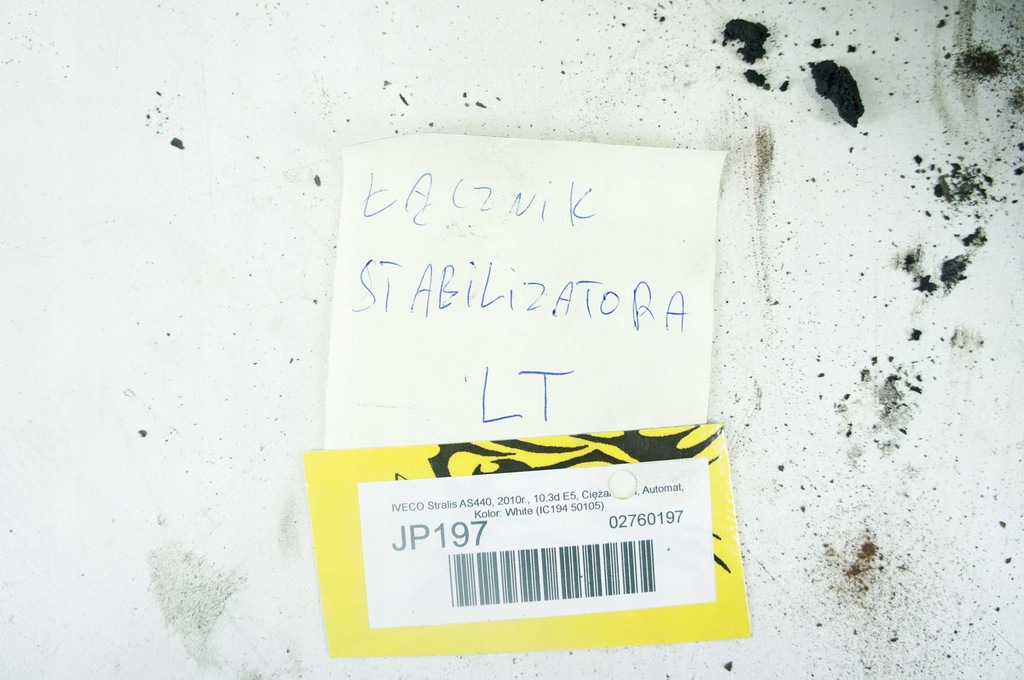 ŁĄCZNIK
STABILIZATORA
LT
IVECO Stralis AS440, 2010r., 10.3d E5, Automat,
Kolor: White (IC194 50105)
JP197 02760197